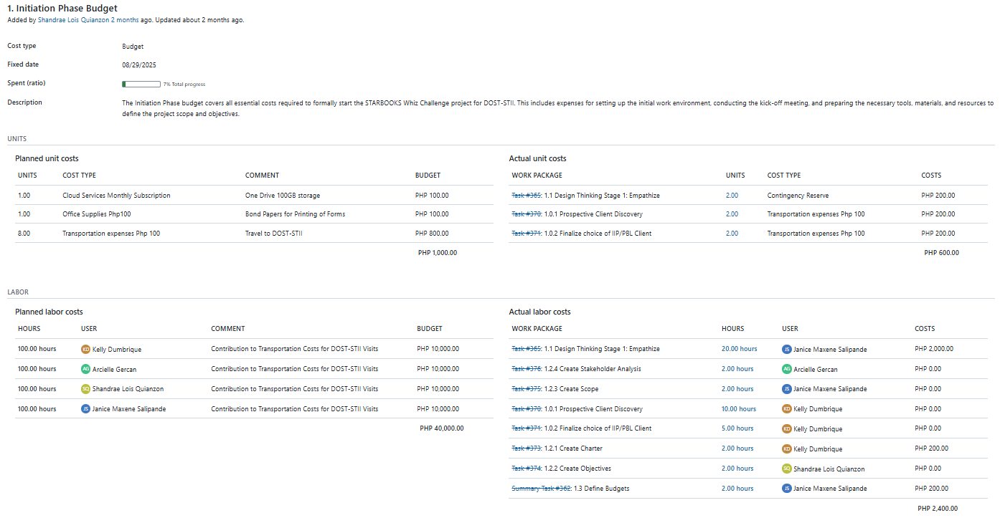 1. Initiation Phase Budget
Added by Shandrae Lois Quianzon 2 months ago. Updated about 2 months ago.
Cost type Budget
Fixed date 08/29/2025
Spent (ratio) 7% Total progress
Description The Initiation Phase budget covers all essential costs required to formally start the STARBOOKS Whiz Challenge project for DOST-STII. This includes expenses for setting up the initial work environment, conducting the kick-off meeting, and preparing the necessary tools, materials, and resources to
define the project scope and objectives.
UNITS
Planned unit costs
UNITS COST TYPE COMMENT BUDGET
1.00 Cloud Services Monthly Subscription One Drive 100GB storage PHP 100.00
1.00 Office Supplies Php100 Bond Papers for Printing of Forms PHP 100.00
8.00 Transportation expenses Php 100 Travel to DOST-STII PHP 800.00
PHP 1,000.00
Actual unit costs
WORK PACKAGE UNITS COST TYPE COSTS
Task #365: 1.1 Design Thinking Stage 1: Empathize 2.00 Contingency Reserve PHP 200.00
Task #370: 1.0.1 Prospective Client Discovery 2.00 Transportation expenses Php 100 PHP 200.00
Task #371: 1.0.2 Finalize choice of IIP/PBL Client 2.00 Transportation expenses Php 100 PHP 200.00
PHP 600.00
LABOR
Planned labor costs
HOURS USER COMMENT BUDGET
100.00 hours KD Kelly Dumbrique Contribution to Transportation Costs for DOST-STII Visits PHP 10,000.00
100.00 hours AG Arcielle Gercan Contribution to Transportation Costs for DOST-STII Visits PHP 10,000.00
100.00 hours SQ Shandrae Lois Quianzon Contribution to Transportation Costs for DOST-STII Visits PHP 10,000.00
100.00 hours JS Janice Maxene Salipande Contribution to Transportation Costs for DOST-STII Visits PHP 10,000.00
PHP 40,000.00
Actual labor costs
WORK PACKAGE HOURS USER COSTS
Task #365: 1.1 Design Thinking Stage 1: Empathize 20.00 hours JS Janice Maxene Salipande PHP 2,000.00
Task #376: 1.2.4 Create Stakeholder Analysis 2.00 hours AG Arcielle Gercan PHP 0.00
Task #375: 1.2.3 Create Scope 2.00 hours JS Janice Maxene Salipande PHP 0.00
Task #370: 1.0.1 Prospective Client Discovery 10.00 hours KD Kelly Dumbrique PHP 0.00
Task #371: 1.0.2 Finalize choice of IIP/PBL Client 5.00 hours KD Kelly Dumbrique PHP 0.00
Task #373: 1.2.1 Create Charter 2.00 hours KD Kelly Dumbrique PHP 200.00
Task #374: 1.2.2 Create Objectives 2.00 hours SQ Shandrae Lois Quianzon PHP 0.00
Summary Task #362: 1.3 Define Budgets 2.00 hours JS Janice Maxene Salipande PHP 200.00
PHP 2,400.00